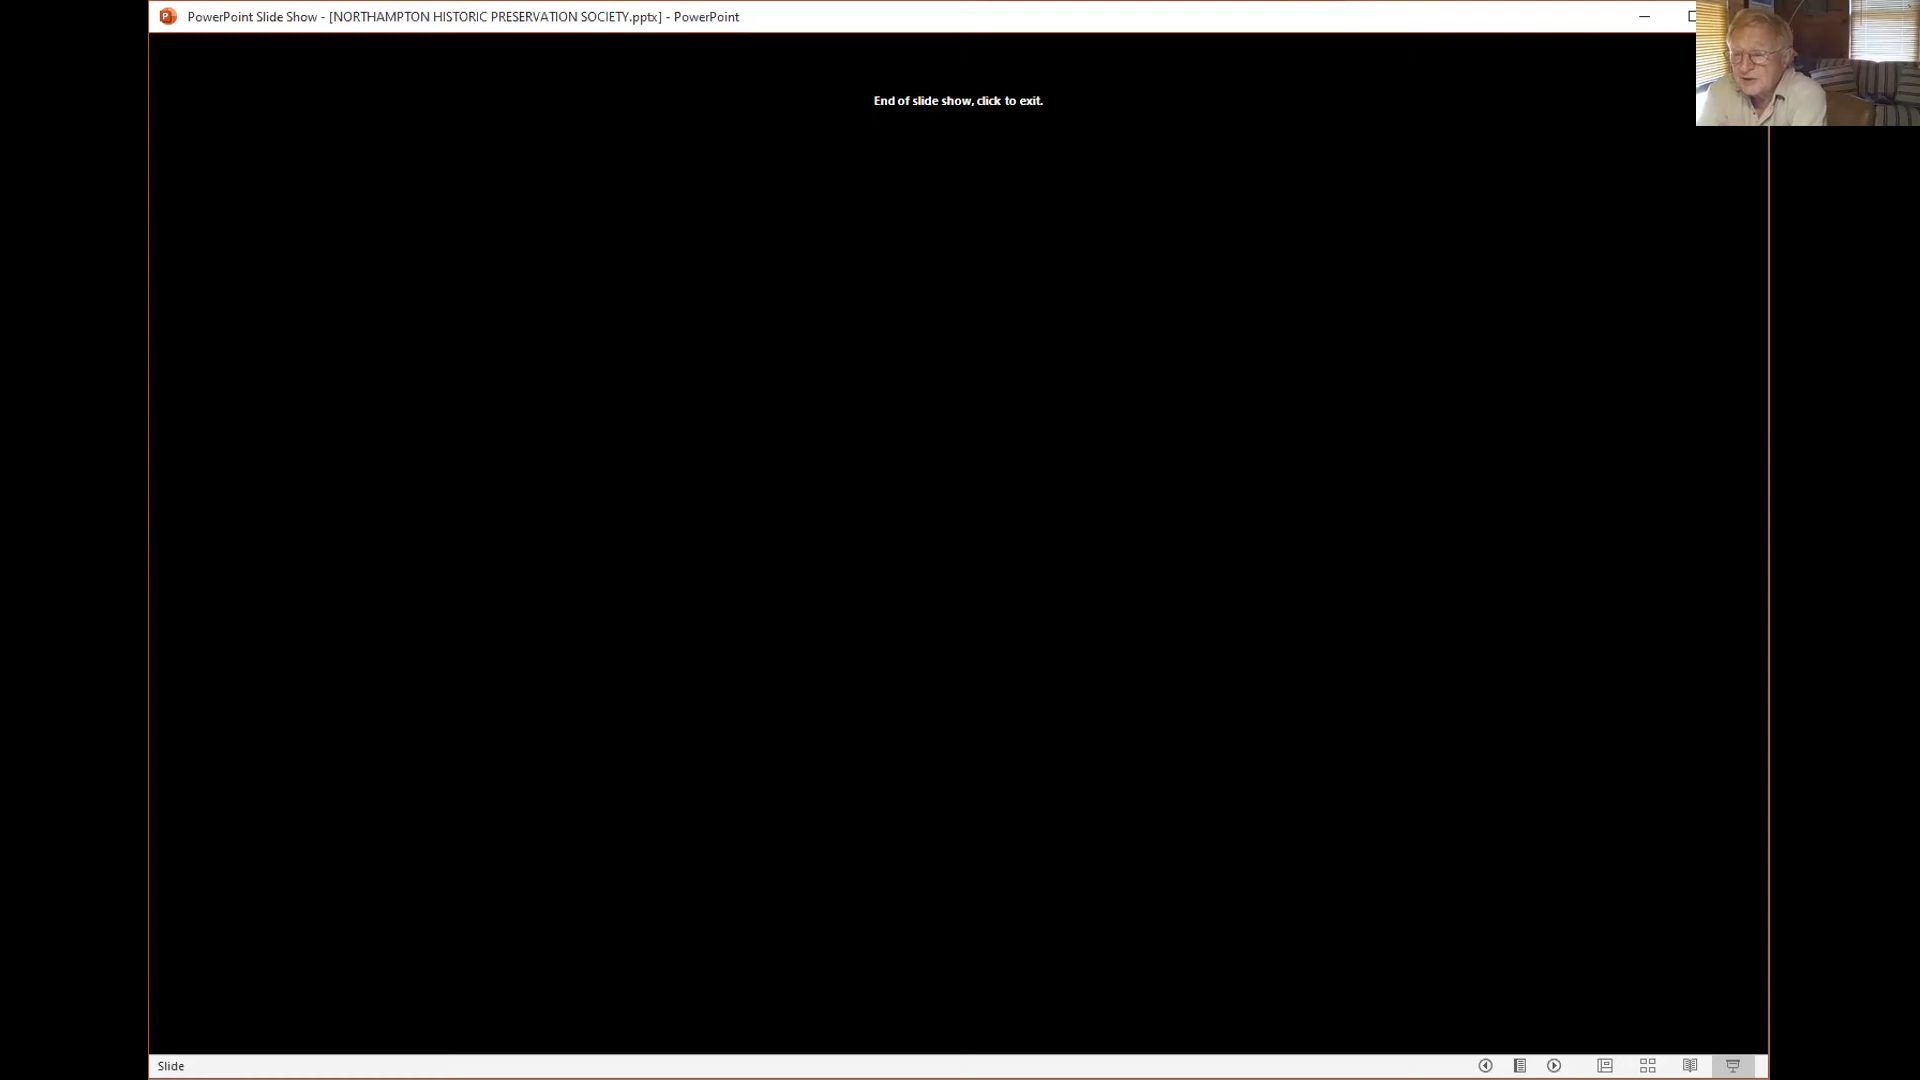 PowerPoint Slide Show - [NORTHAMPTON HISTORIC PRESERVATION SOCIETY.pptx] - PowerPoint
End of slide show, click to exit.
Slide